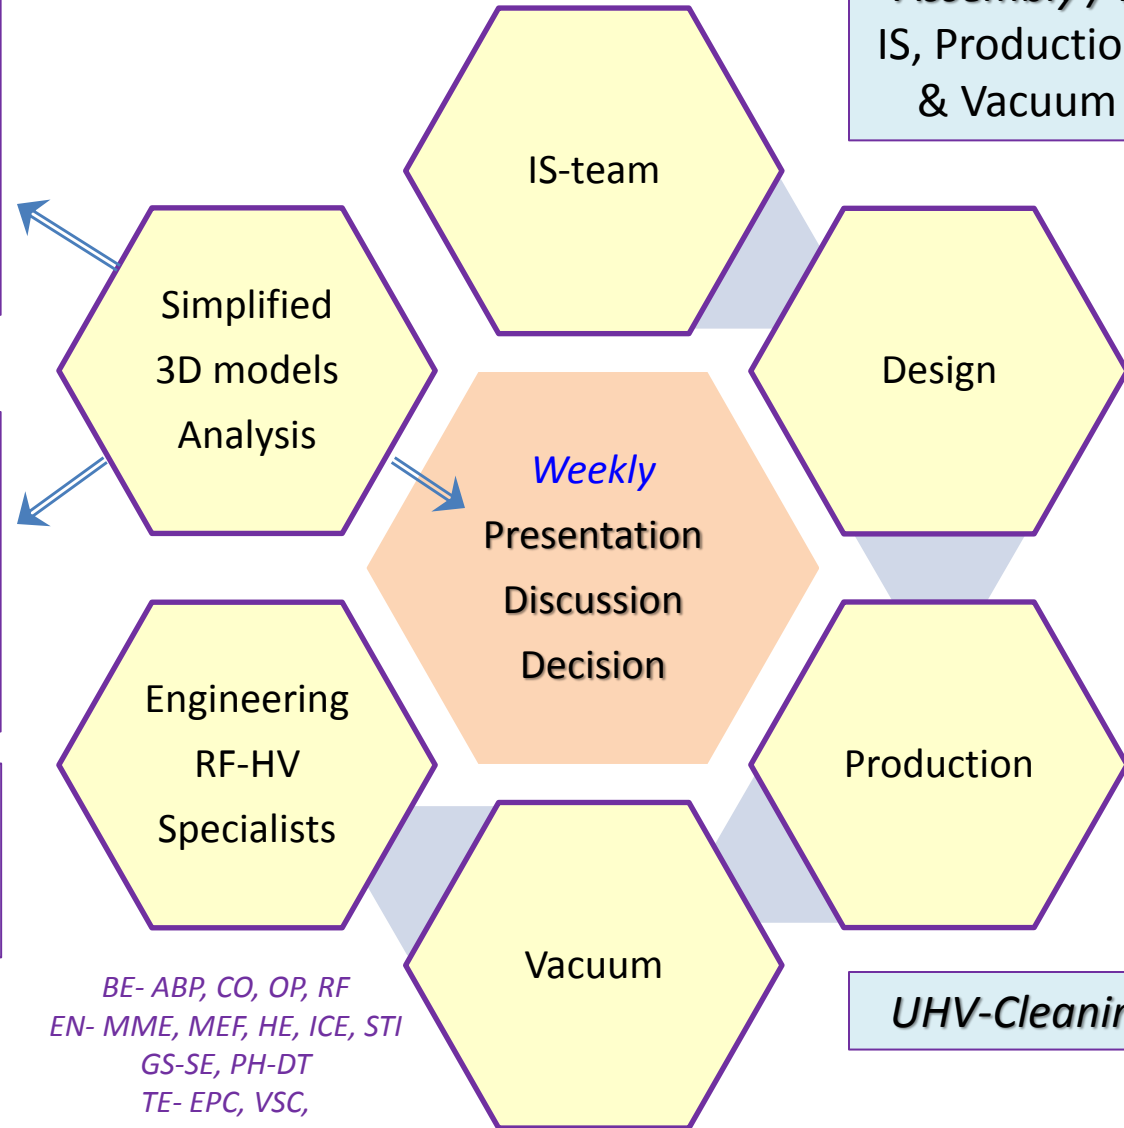 IS, Productio
& Vacuum
IS-team
Simplified
3D models
Analysis
Design
Weekly
Presentation
Discussion
Decision
Engineering
RF-HV
Specialists
Production
Vacuum
BE- ABP, CO, OP, RF
EN- MME, MEF, HE, ICE, STI
GS-SE, PH-DT
TE- EPC, VSC,
UHV-Cleanin